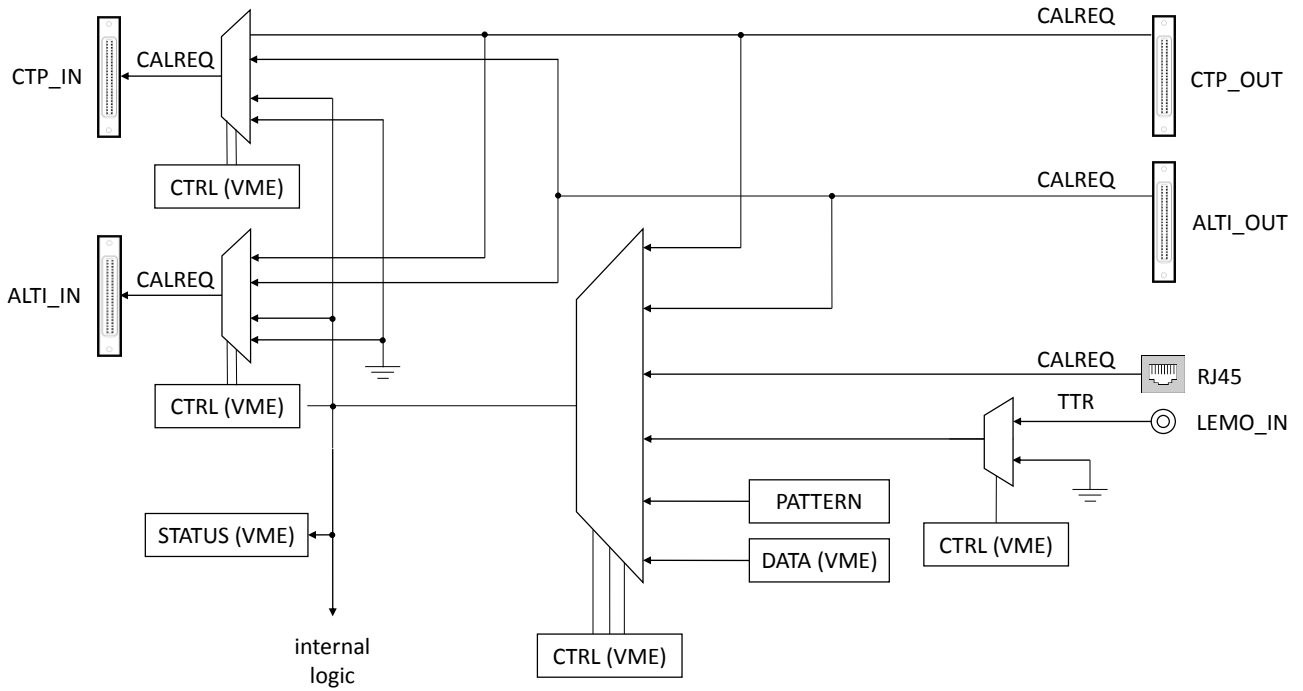 CALREQ
CTP_IN
CALREQ
CTP_OUT
CTRL (VME)
CALREQ
ALTI_OUT
ALTI_IN
CALREQ
CALREQ
RJ45
CTRL (VME)
TTR
LEMO_IN
PATTERN
STATUS (VME)
CTRL (VME)
DATA (VME)
internal
logic
CTRL (VME)